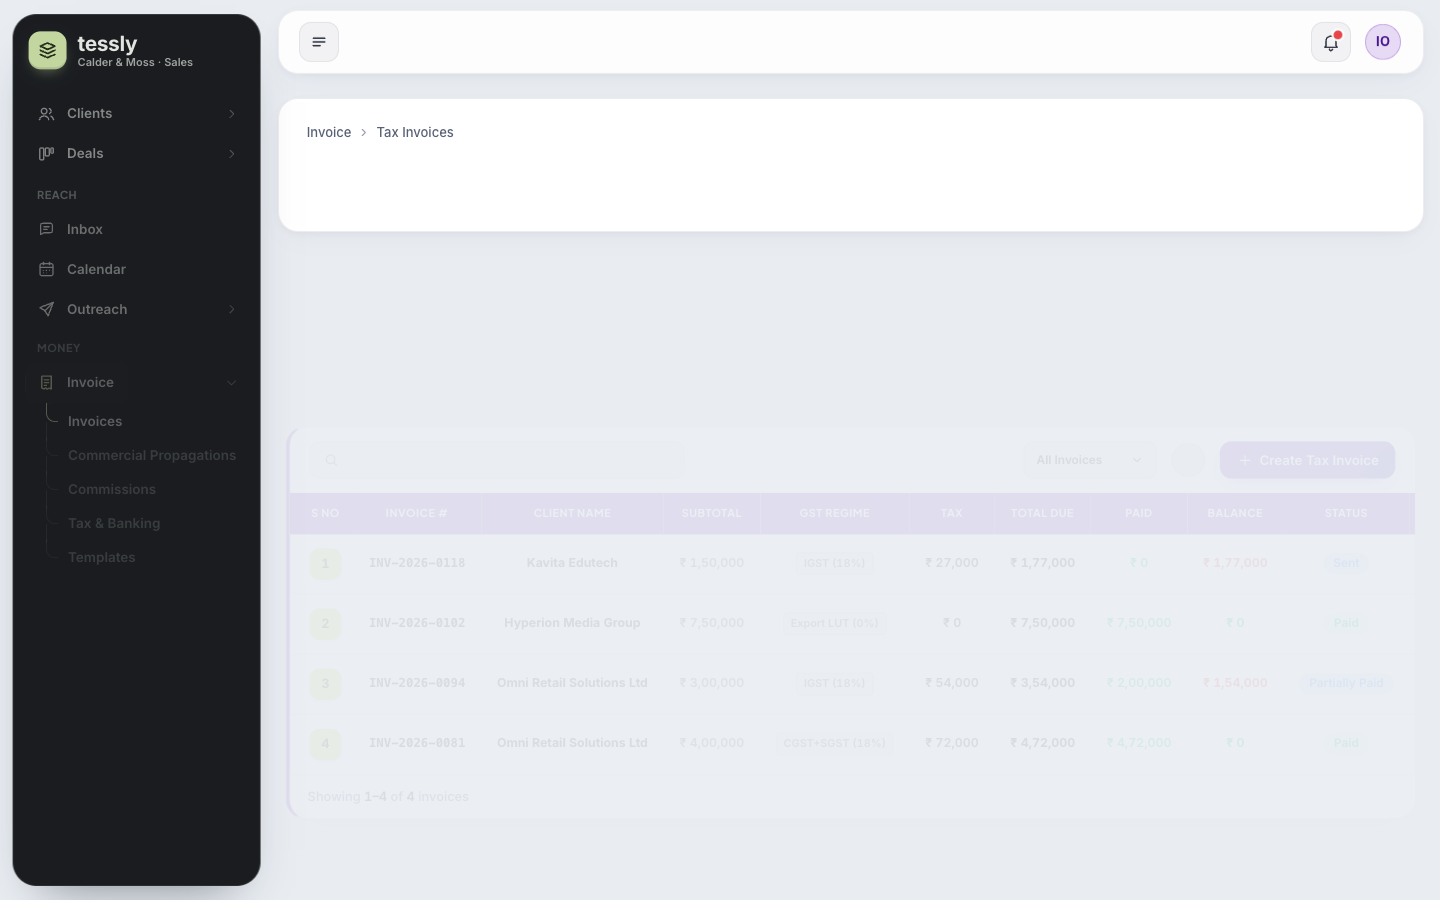 tessly
Calder & Moss · Sales
Clients
Deals
REACH
Inbox
Calendar
Outreach
MONEY
Invoice
Invoices
Commercial Propagations
Commissions
Tax & Banking
Templates
IO
Invoice › Tax Invoices
All Invoices
+ Create Tax Invoice
S NO INVOICE # CLIENT NAME SUBTOTAL GST REGIME TAX TOTAL DUE PAID BALANCE STATUS
1 INV-2026-0118 Kavita Edutech ₹ 1,50,000 IGST (18%) ₹ 27,000 ₹ 1,77,000 ₹ 0 ₹ 1,77,000 Sent
2 INV-2026-0102 Hyperion Media Group ₹ 7,50,000 Export LUT (0%) ₹ 0 ₹ 7,50,000 ₹ 7,50,000 ₹ 0 Paid
3 INV-2026-0094 Omni Retail Solutions Ltd ₹ 3,00,000 IGST (18%) ₹ 54,000 ₹ 3,54,000 ₹ 2,00,000 ₹ 1,54,000 Partially Paid
4 INV-2026-0081 Omni Retail Solutions Ltd ₹ 4,00,000 CGST+SGST (18%) ₹ 72,000 ₹ 4,72,000 ₹ 4,72,000 ₹ 0 Paid
Showing 1–4 of 4 invoices